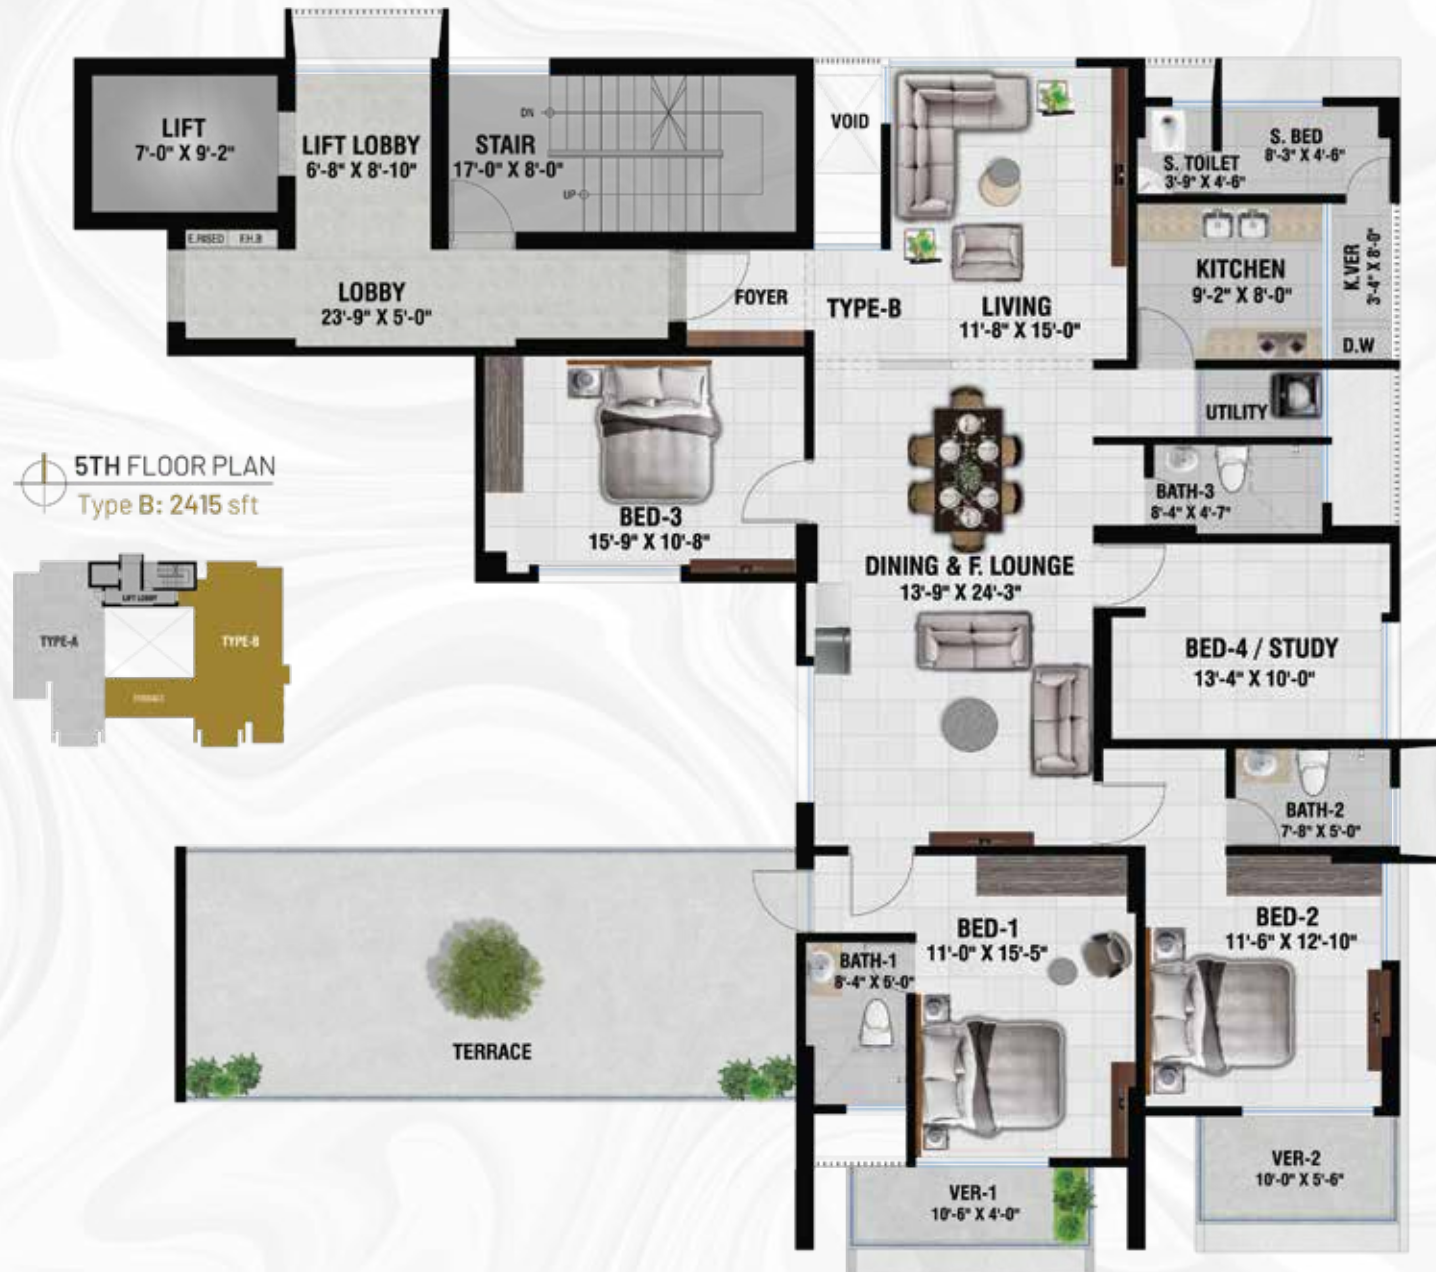 LIFT
7'-0" X 9'-2"
LIFT LOBBY
6'-8" X 8'-10"
STAIR
17'-0" X 8'-0"
DN
UP
VOID
S. BED
8'-3" X 4'-6"
S. TOILET
3'-9" X 4'-6"
E.RISED
F.H.B
LOBBY
23'-9" X 5'-0"
FOYER
TYPE-B
LIVING
11'-8" X 15'-0"
KITCHEN
9'-2" X 8'-0"
K.VER
3'-4" X 8'-0"
D.W
UTILITY
5TH FLOOR PLAN
Type B: 2415 sft
BED-3
15'-9" X 10'-8"
BATH-3
8'-4" X 4'-7"
DINING & F. LOUNGE
13'-9" X 24'-3"
LIFT LOBBY
TYPE-A
TYPE-B
TERRACE
BED-4 / STUDY
13'-4" X 10'-0"
BATH-2
7'-8" X 5'-0"
BED-1
11'-0" X 15'-5"
BED-2
11'-6" X 12'-10"
BATH-1
8'-4" X 5'-0"
TERRACE
VER-1
10'-6" X 4'-0"
VER-2
10'-0" X 5'-6"